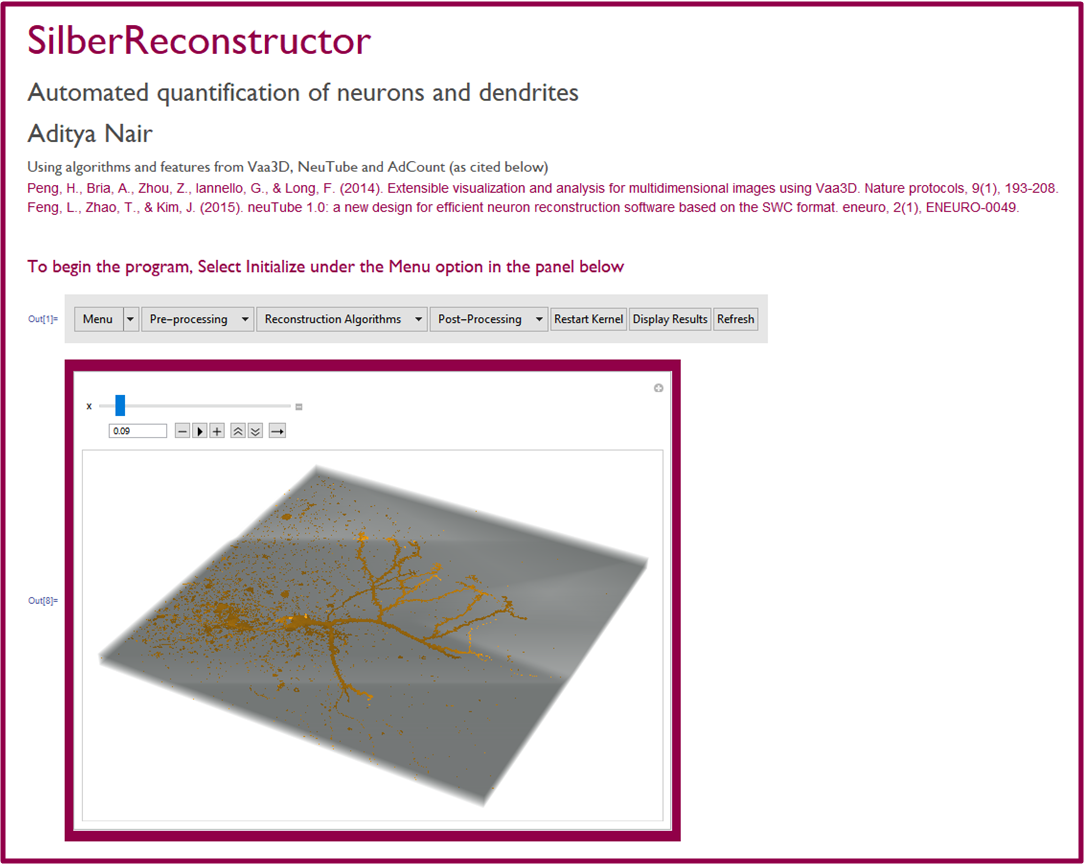 SilberReconstructor
Automated quantification of neurons and dendrites
Aditya Nair
Using algorithms and features from Vaa3D, NeuTube and AdCount (as cited below)
Peng, H., Bria, A., Zhou, Z., Iannello, G., & Long, F. (2014). Extensible visualization and analysis for multidimensional images using Vaa3D. Nature protocols, 9(1), 193-208.
Feng, L., Zhao, T., & Kim, J. (2015). neuTube 1.0: a new design for efficient neuron reconstruction software based on the SWC format. eneuro, 2(1), ENEURO-0049.
To begin the program, Select Initialize under the Menu option in the panel below
Out[1]= Menu Pre-processing Reconstruction Algorithms Post-Processing Restart Kernel Display Results Refresh
x
0.09
Out[8]=